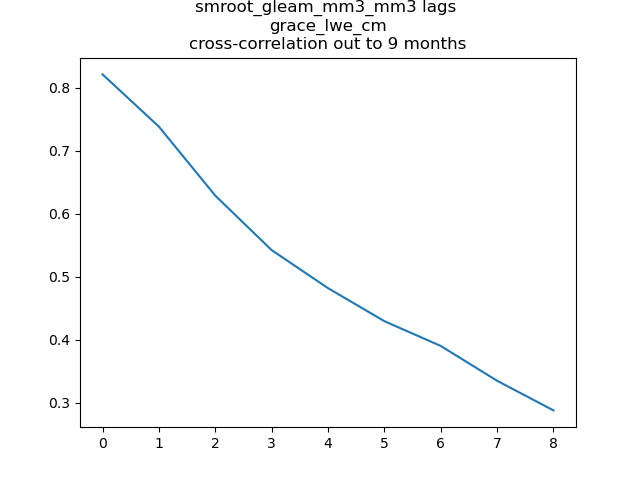 smroot_gleam_mm3_mm3 lags
grace_lwe_cm
cross-correlation out to 9 months
0.8
0.7
0.6
0.5
0.4
0.3
0 1 2 3 4 5 6 7 8